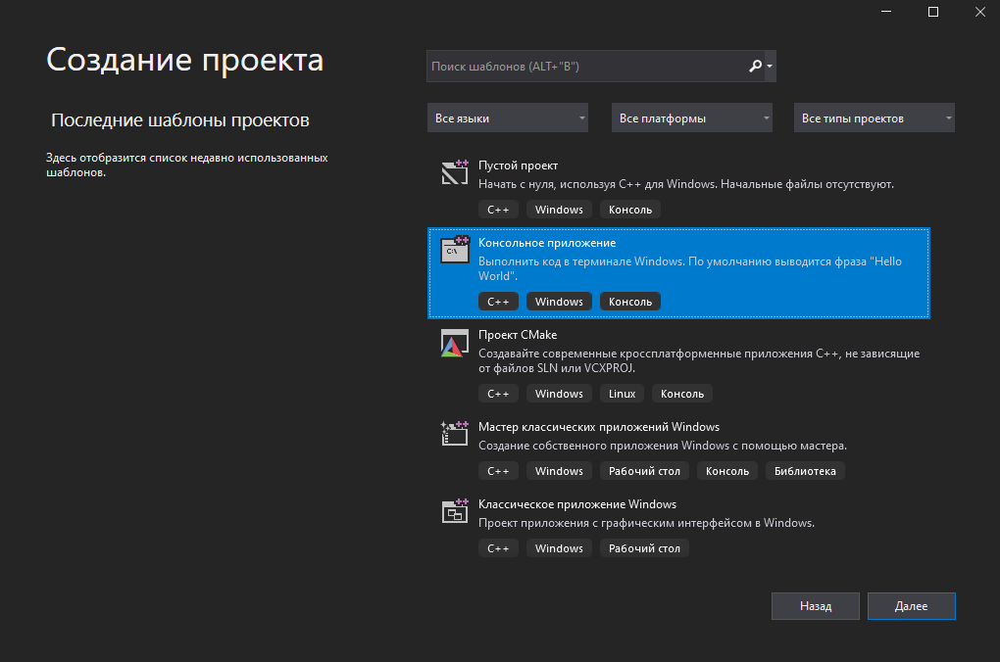 Создание проекта
Последние шаблоны проектов
Здесь отобразится список недавно использованных
шаблонов.
Поиск шаблонов (ALT+"B")
Все языки
Все платформы
Все типы проектов
Пустой проект
Начать с нуля, используя C++ для Windows. Начальные файлы отсутствуют.
C++ Windows Консоль
C:\
Консольное приложение
Выполнить код в терминале Windows. По умолчанию выводится фраза "Hello
World".
C++ Windows Консоль
Проект CMake
Создавайте современные кроссплатформенные приложения C++, не зависящие
от файлов SLN или VCXPROJ.
C++ Windows Linux Консоль
Мастер классических приложений Windows
Создание собственного приложения Windows с помощью мастера.
C++ Windows Рабочий стол Консоль Библиотека
Классическое приложение Windows
Проект приложения с графическим интерфейсом в Windows.
C++ Windows Рабочий стол
Назад
Далее